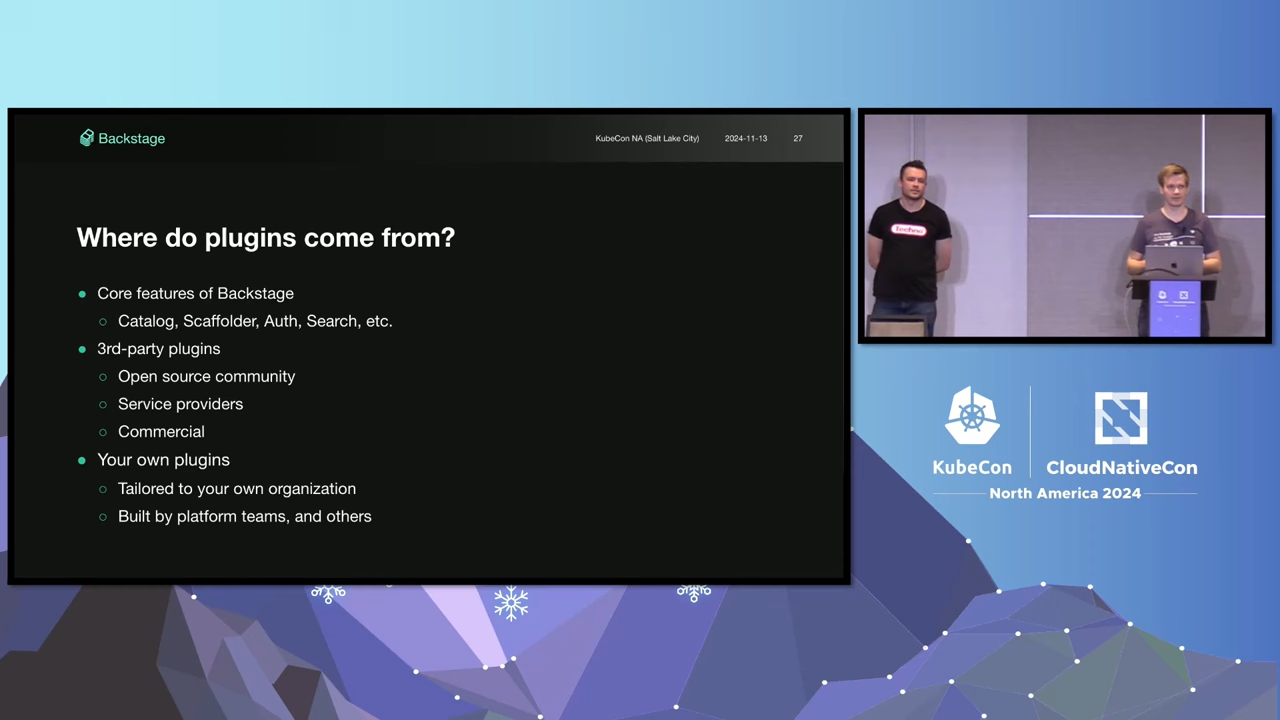 Backstage
KubeCon NA (Salt Lake City) 2024-11-13 27
Where do plugins come from?
Core features of Backstage
Catalog, Scaffolder, Auth, Search, etc.
3rd-party plugins
Open source community
Service providers
Commercial
Your own plugins
Tailored to your own organization
Built by platform teams, and others
Techno
KubeCon
CloudNativeCon
North America 2024